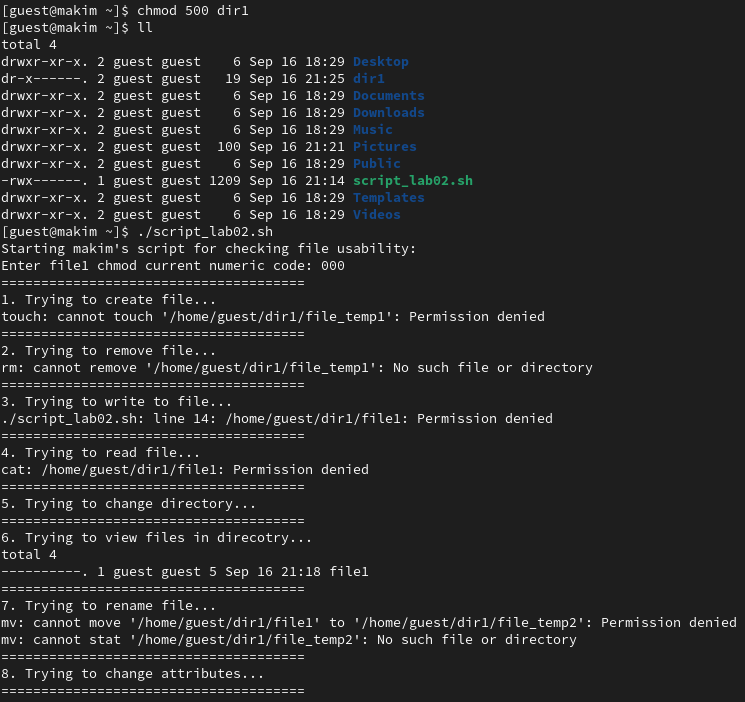 [guest@makim ~]$ chmod 500 dir1
[guest@makim ~]$ ll
total 4
drwxr-xr-x. 2 guest guest    6 Sep 16 18:29 Desktop
dr-x------. 2 guest guest   19 Sep 16 21:25 dir1
drwxr-xr-x. 2 guest guest    6 Sep 16 18:29 Documents
drwxr-xr-x. 2 guest guest    6 Sep 16 18:29 Downloads
drwxr-xr-x. 2 guest guest    6 Sep 16 18:29 Music
drwxr-xr-x. 2 guest guest  100 Sep 16 21:21 Pictures
drwxr-xr-x. 2 guest guest    6 Sep 16 18:29 Public
-rwx------. 1 guest guest 1209 Sep 16 21:14 script_lab02.sh
drwxr-xr-x. 2 guest guest    6 Sep 16 18:29 Templates
drwxr-xr-x. 2 guest guest    6 Sep 16 18:29 Videos
[guest@makim ~]$ ./script_lab02.sh
Starting makim's script for checking file usability:
Enter file1 chmod current numeric code: 000
======================================
1. Trying to create file...
touch: cannot touch '/home/guest/dir1/file_temp1': Permission denied
======================================
2. Trying to remove file...
rm: cannot remove '/home/guest/dir1/file_temp1': No such file or directory
======================================
3. Trying to write to file...
./script_lab02.sh: line 14: /home/guest/dir1/file1: Permission denied
======================================
4. Trying to read file...
cat: /home/guest/dir1/file1: Permission denied
======================================
5. Trying to change directory...
======================================
6. Trying to view files in direcotry...
total 4
----------. 1 guest guest 5 Sep 16 21:18 file1
======================================
7. Trying to rename file...
mv: cannot move '/home/guest/dir1/file1' to '/home/guest/dir1/file_temp2': Permission denied
mv: cannot stat '/home/guest/dir1/file_temp2': No such file or directory
======================================
8. Trying to change attributes...
======================================